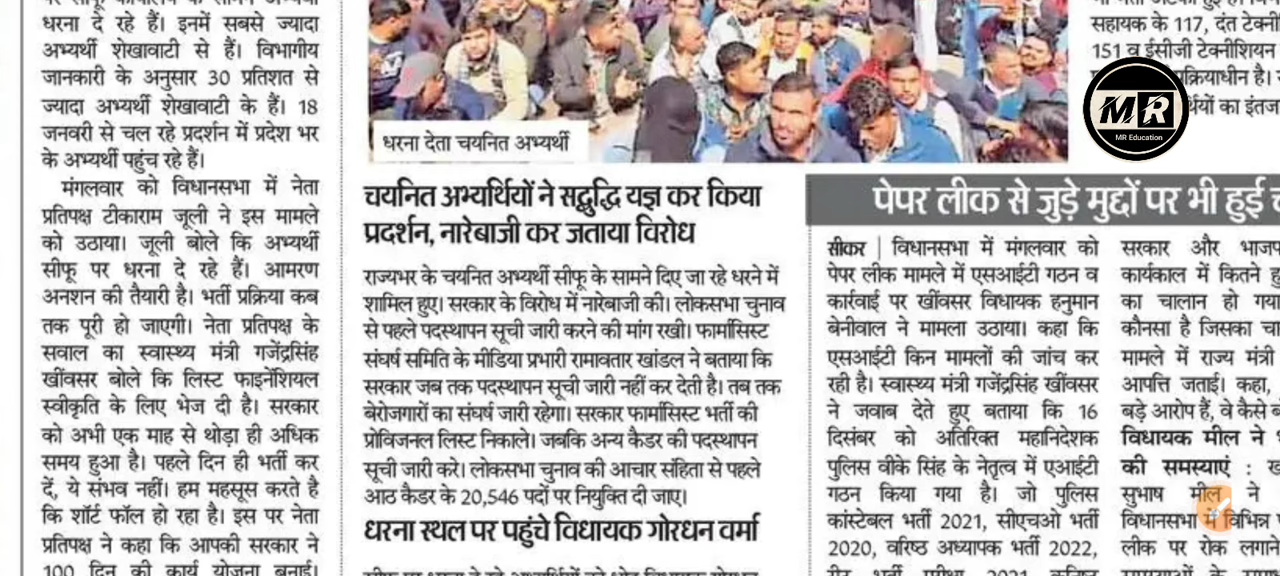 धरना दे रहे हैं। इनमें सबसे ज्यादा
अभ्यर्थी शेखावाटी से हैं। विभागीय
जानकारी के अनुसार 30 प्रतिशत से
ज्यादा अभ्यर्थी शेखावाटी के हैं। 18
जनवरी से चल रहे प्रदर्शन में प्रदेश भर
के अभ्यर्थी पहुंच रहे हैं।
मंगलवार को विधानसभा में नेता
प्रतिपक्ष टीकाराम जूली ने इस मामले
को उठाया। जूली बोले कि अभ्यर्थी
सीफू पर धरना दे रहे हैं। आमरण
अनशन की तैयारी है। भर्ती प्रक्रिया कब
तक पूरी हो जाएगी। नेता प्रतिपक्ष के
सवाल का स्वास्थ्य मंत्री गजेंद्रसिंह
खींवसर बोले कि लिस्ट फाइनेंशियल
स्वीकृति के लिए भेज दी है। सरकार
को अभी एक माह से थोड़ा ही अधिक
समय हुआ है। पहले दिन ही भर्ती कर
दें, ये संभव नहीं। हम महसूस करते है
कि शॉर्ट फॉल हो रहा है। इस पर नेता
प्रतिपक्ष ने कहा कि आपकी सरकार ने
100 दिन की कार्य योजना बनाई।
धरना देता चयनित अभ्यर्थी
चयनित अभ्यर्थियों ने सद्बुद्धि यज्ञ कर किया
प्रदर्शन, नारेबाजी कर जताया विरोध
राज्यभर के चयनित अभ्यर्थी सीफू के सामने दिए जा रहे धरने में
शामिल हुए। सरकार के विरोध में नारेबाजी की। लोकसभा चुनाव
से पहले पदस्थापन सूची जारी करने की मांग रखी। फार्मासिस्ट
संघर्ष समिति के मीडिया प्रभारी रामावतार खांडल ने बताया कि
सरकार जब तक पदस्थापन सूची जारी नहीं कर देती है। तब तक
बेरोजगारों का संघर्ष जारी रहेगा। सरकार फार्मासिस्ट भर्ती की
प्रोविजनल लिस्ट निकाले। जबकि अन्य कैडर की पदस्थापन
सूची जारी करे। लोकसभा चुनाव की आचार संहिता से पहले
आठ कैडर के 20,546 पदों पर नियुक्ति दी जाए।
धरना स्थल पर पहुंचे विधायक गोरधन वर्मा
सहायक के 117, दंत टेक्नी
151 व ईसीजी टेक्नीशियन
प्रक्रियाधीन है।
र्थियों का इंतज
MR
MR Education
पेपर लीक से जुड़े मुद्दों पर भी हुई
सीकर | विधानसभा में मंगलवार को
पेपर लीक मामले में एसआईटी गठन व
कार्रवाई पर खींवसर विधायक हनुमान
बेनीवाल ने मामला उठाया। कहा कि
एसआईटी किन मामलों की जांच कर
रही है। स्वास्थ्य मंत्री गजेंद्रसिंह खींवसर
ने जवाब देते हुए बताया कि 16
दिसंबर को अतिरिक्त महानिदेशक
पुलिस वीके सिंह के नेतृत्व में एआईटी
गठन किया गया है। जो पुलिस
कांस्टेबल भर्ती 2021, सीएचओ भर्ती
2020, वरिष्ठ अध्यापक भर्ती 2022,
सरकार और भाजप
कार्यकाल में कितने हु
का चालान हो गय
कौनसा है जिसका चा
मामले में राज्य मंत्री
आपत्ति जताई। कहा,
बड़े आरोप हैं, वे कैसे
विधायक मील ने
की समस्याएं :
सुभाष मील ने
विधानसभा में विभिन्न
लीक पर रोक लगाने